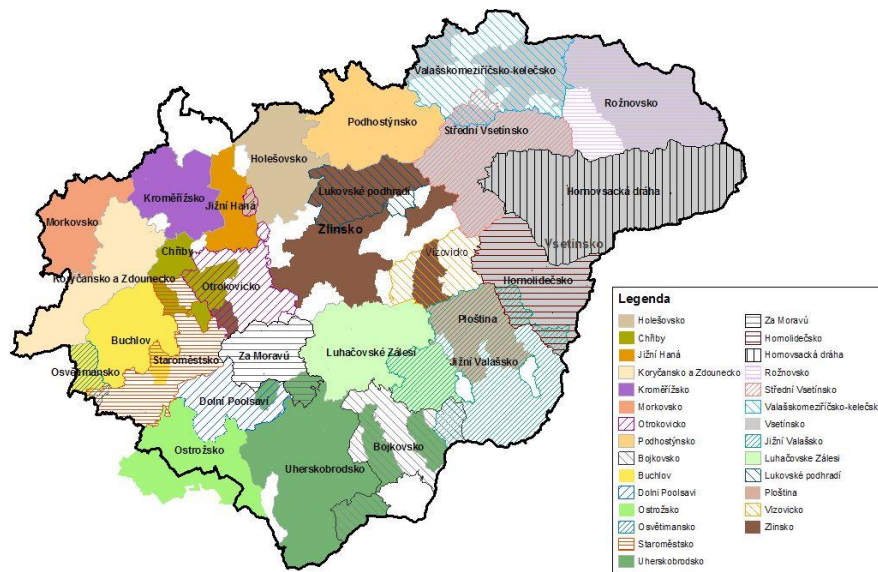 Valašskomeziříčsko-kelečsko
Rožnovsko
Podhostýnsko
Střední Vsetínsko
Holešovsko
Hornovsacká dráha
Lukovské podhradí
Kroměřížsko
Jižní Haná
Morkovsko
Zlínsko
Vsetínsko
Chřiby
Vizovicko
Koryčansko a Zdounecko
Otrokovicko
Hornolidečsko
Ploština
Buchlov
Za Moravú
Staroměstsko
Luhačovské Zálesí
Jižní Valašsko
Osvětimansko
Dolní Poolsaví
Ostrožsko
Uherskobrodsko
Bojkovsko
Legenda
Holešovsko
Chřiby
Jižní Haná
Koryčansko a Zdounecko
Kroměřížsko
Morkovsko
Otrokovicko
Podhostýnsko
Bojkovsko
Buchlov
Dolní Poolsavi
Ostrožsko
Osvětimansko
Staroměstsko
Uherskobrodsko
Za Moravú
Hornolidečsko
Hornovsacká dráha
Rožnovsko
Střední Vsetínsko
Valašskomeziříčsko-kelečsk
Vsetínsko
Jižní Valašsko
Luhačovske Zálesi
Lukovské podhradí
Ploština
Vizovicko
Zlínsko